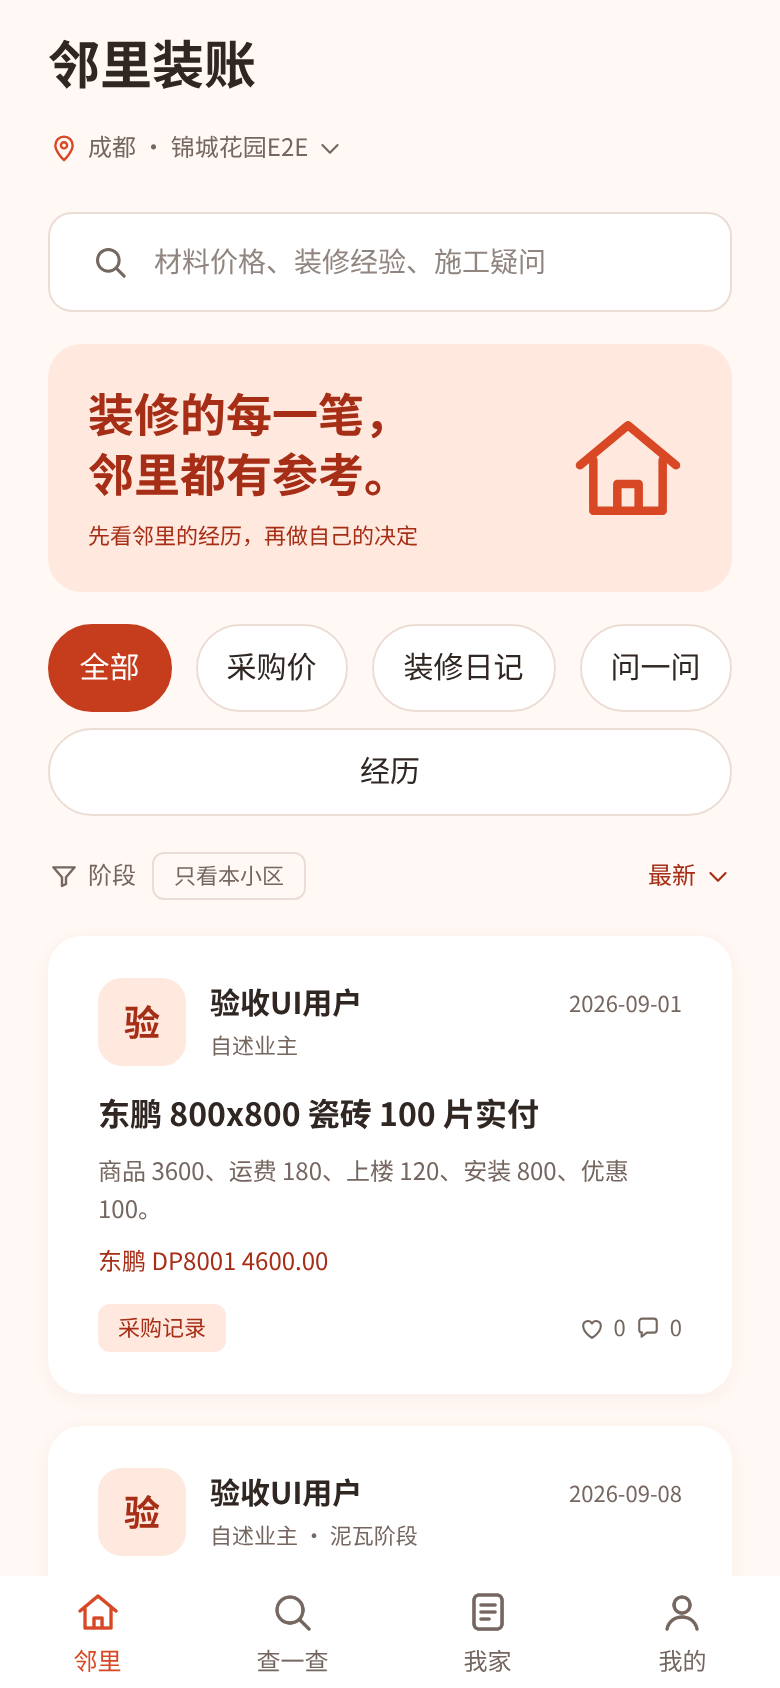 邻里装账
成都 · 锦城花园E2E
材料价格、装修经验、施工疑问
装修的每一笔，
邻里都有参考。
先看邻里的经历，再做自己的决定
全部 采购价 装修日记 问一问
经历
阶段 只看本小区 最新
验 验收UI用户 2026-09-01
自述业主
东鹏 800x800 瓷砖 100 片实付
商品 3600、运费 180、上楼 120、安装 800、优惠
100。
东鹏 DP8001 4600.00
采购记录 0 0
验 验收UI用户 2026-09-08
自述业主 · 泥瓦阶段
邻里 查一查 我家 我的